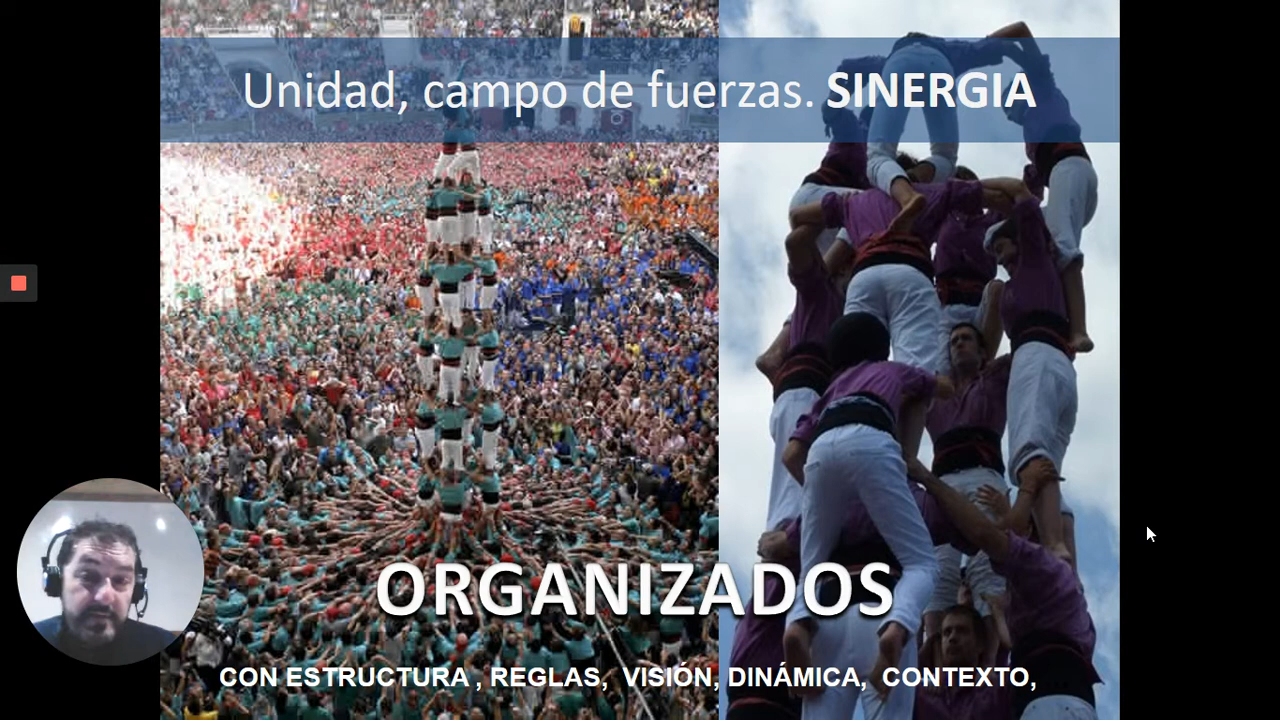 Unidad, campo de fuerzas. SINERGIA
ORGANIZADOS
CON ESTRUCTURA , REGLAS,  VISIÓN, DINÁMICA,  CONTEXTO,